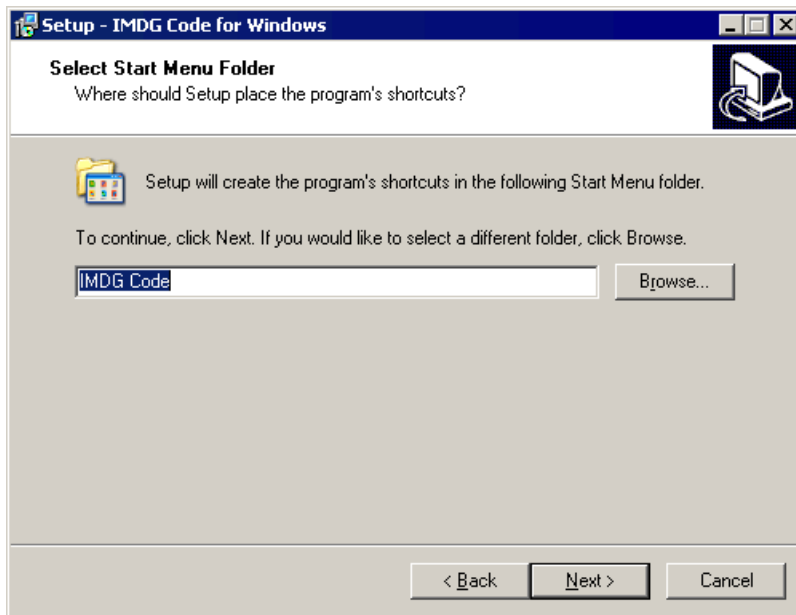 Setup - IMDG Code for Windows
Select Start Menu Folder
Where should Setup place the program's shortcuts?
Setup will create the program's shortcuts in the following Start Menu folder.
To continue, click Next. If you would like to select a different folder, click Browse.
IMDG Code
Browse...
< Back
Next >
Cancel